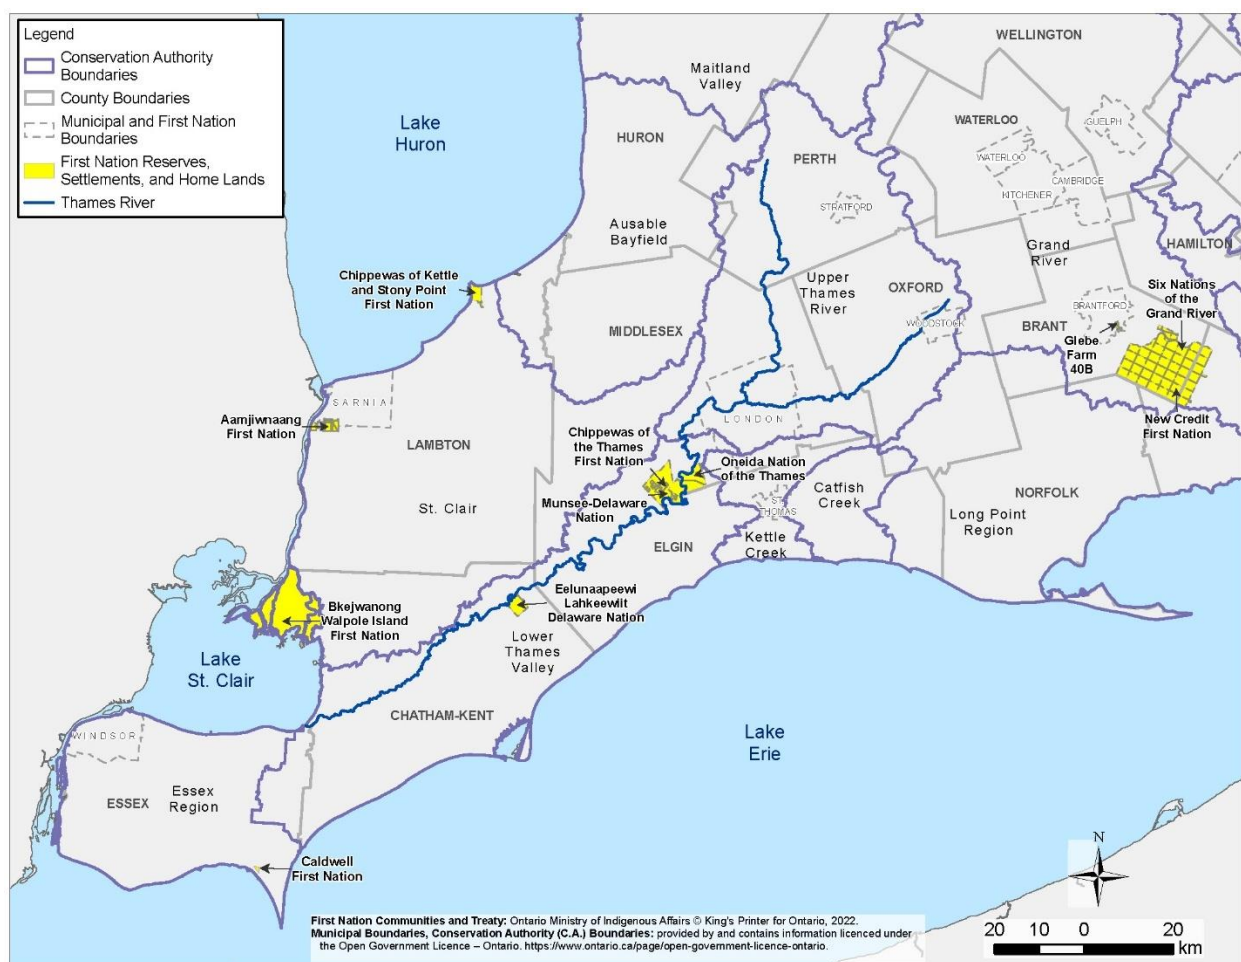 Legend
Conservation Authority
Boundaries
County Boundaries
Municipal and First Nation
Boundaries
First Nation Reserves,
Settlements, and Home Lands
Thames River
Lake
Huron
Maitland
Valley
WELLINGTON
HURON
PERTH
WATERLOO
GUELPH
WATERLOO
CAMBRIDGE
KITCHENER
STRATFORD
Ausable
Bayfield
Grand
River
HAMILTON
Chippewas of Kettle
and Stony Point
First Nation
Upper
Thames
River
OXFORD
Six Nations
of the
Grand River
BRANTFORD
WOODSTOCK
BRANT
MIDDLESEX
Glebe
Farm
40B
SARNIA
Aamjiwnaang
First Nation
LAMBTON
LONDON
New Credit
First Nation
Chippewas of
the Thames
First Nation
Oneida Nation
of the Thames
Munsee-Delaware
Nation
St. Clair
ST.
THOMAS
Catfish
Creek
NORFOLK
Long Point
Region
ELGIN
Kettle
Creek
Eelunaapeewi
Lahkeewiit
Delaware Nation
Bkejwanong
Walpole Island
First Nation
Lower
Thames
Valley
Lake
St. Clair
CHATHAM-KENT
WINDSOR
Lake
Erie
ESSEX
Essex
Region
Caldwell
First Nation
N
First Nation Communities and Treaty: Ontario Ministry of Indigenous Affairs © King's Printer for Ontario, 2022.
Municipal Boundaries, Conservation Authority (C.A.) Boundaries: provided by and contains information licenced under
the Open Government Licence – Ontario. https://www.ontario.ca/page/open-government-licence-ontario.
20 10 0 20
km